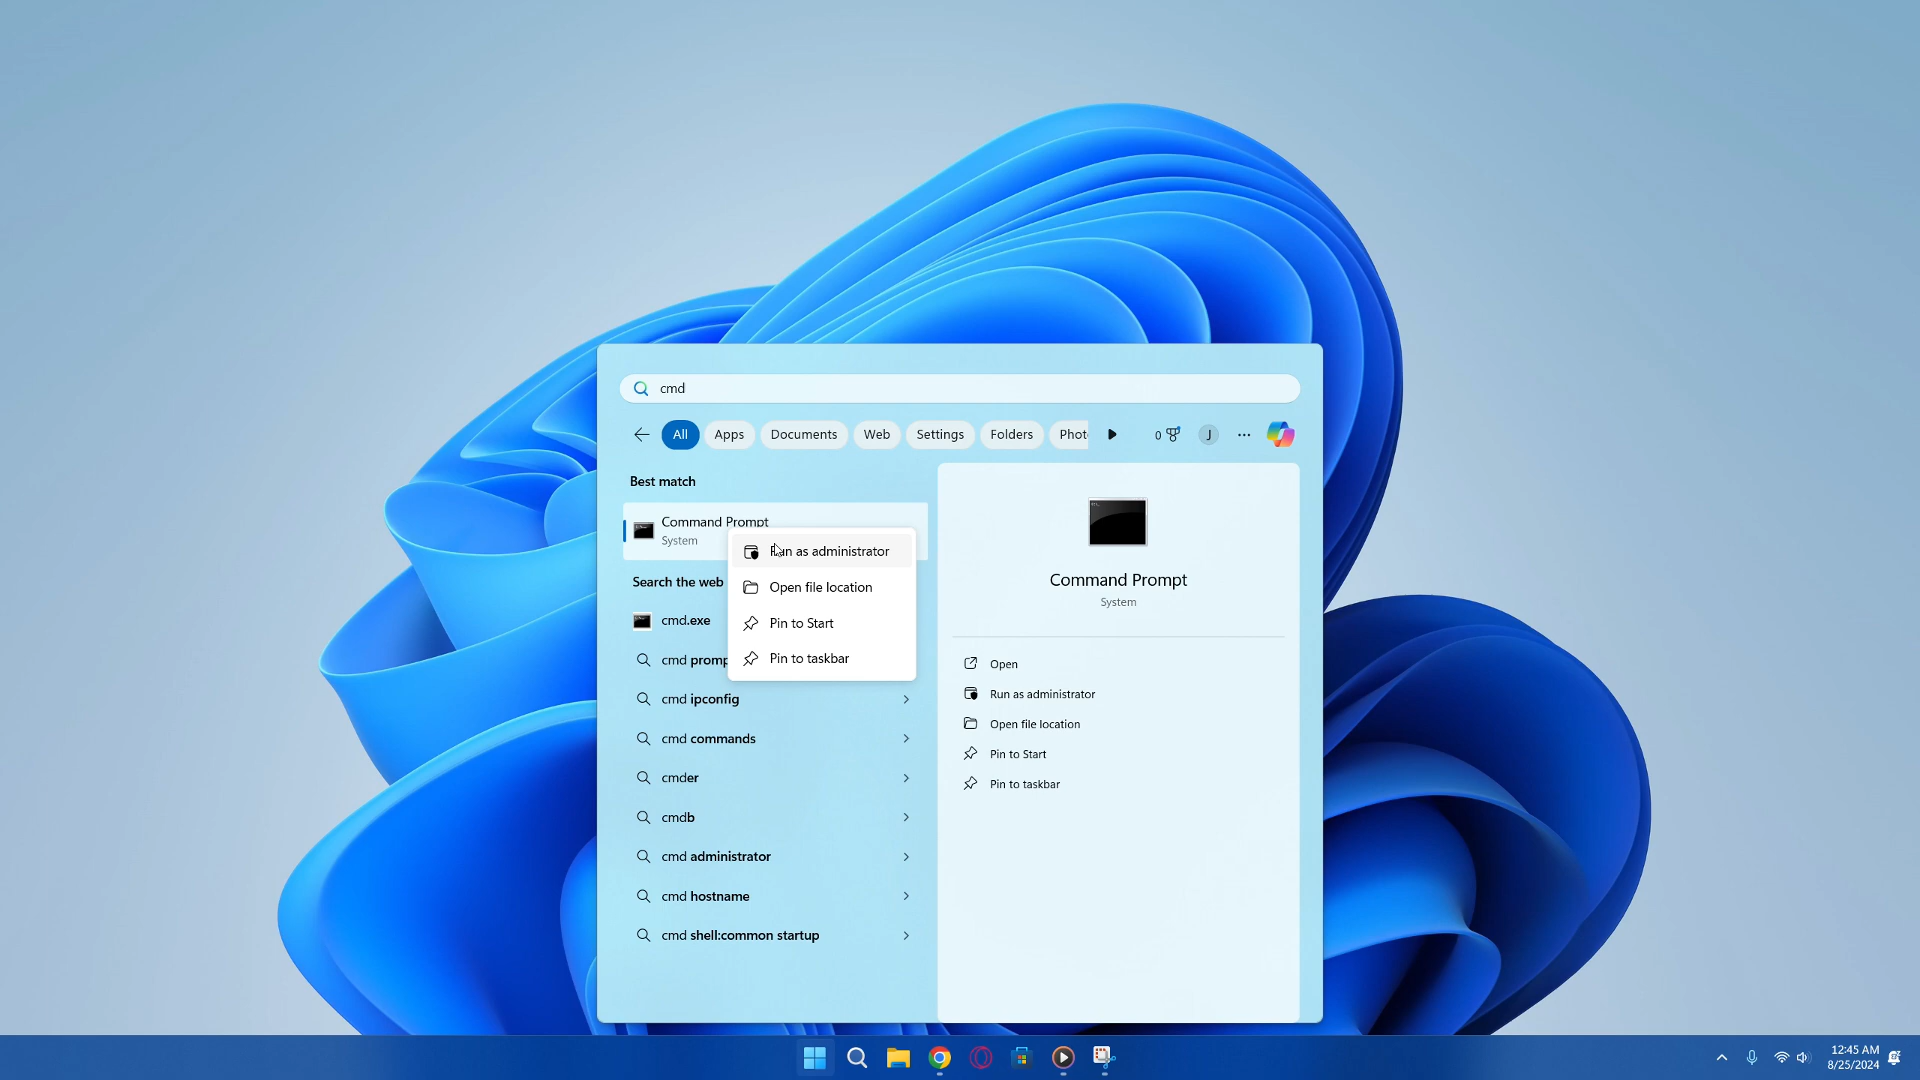 cmd
All Apps Documents Web Settings Folders Phot 0 J
Best match
Command Prompt
System
Run as administrator
Open file location
Pin to Start
Pin to taskbar
Search the web
cmd.exe
cmd promp
cmd ipconfig
cmd commands
cmder
cmdb
cmd administrator
cmd hostname
cmd shell:common startup
Command Prompt
System
Open
Run as administrator
Open file location
Pin to Start
Pin to taskbar
12:45 AM
8/25/2024